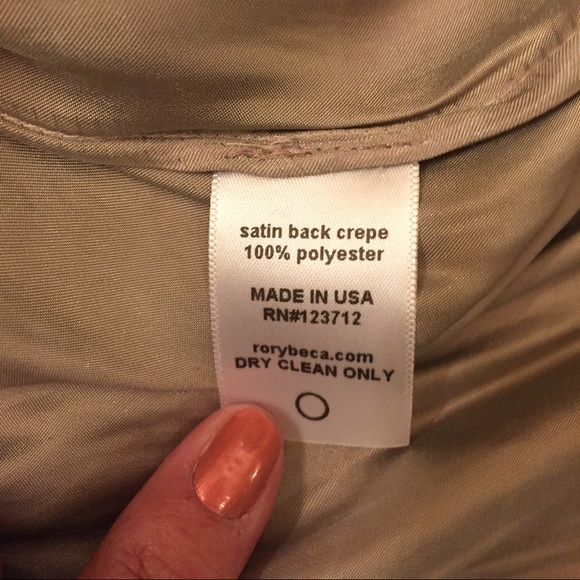 satin back crepe
100% polyester
MADE IN USA
RN#123712
rorybeca.com
DRY CLEAN ONLY